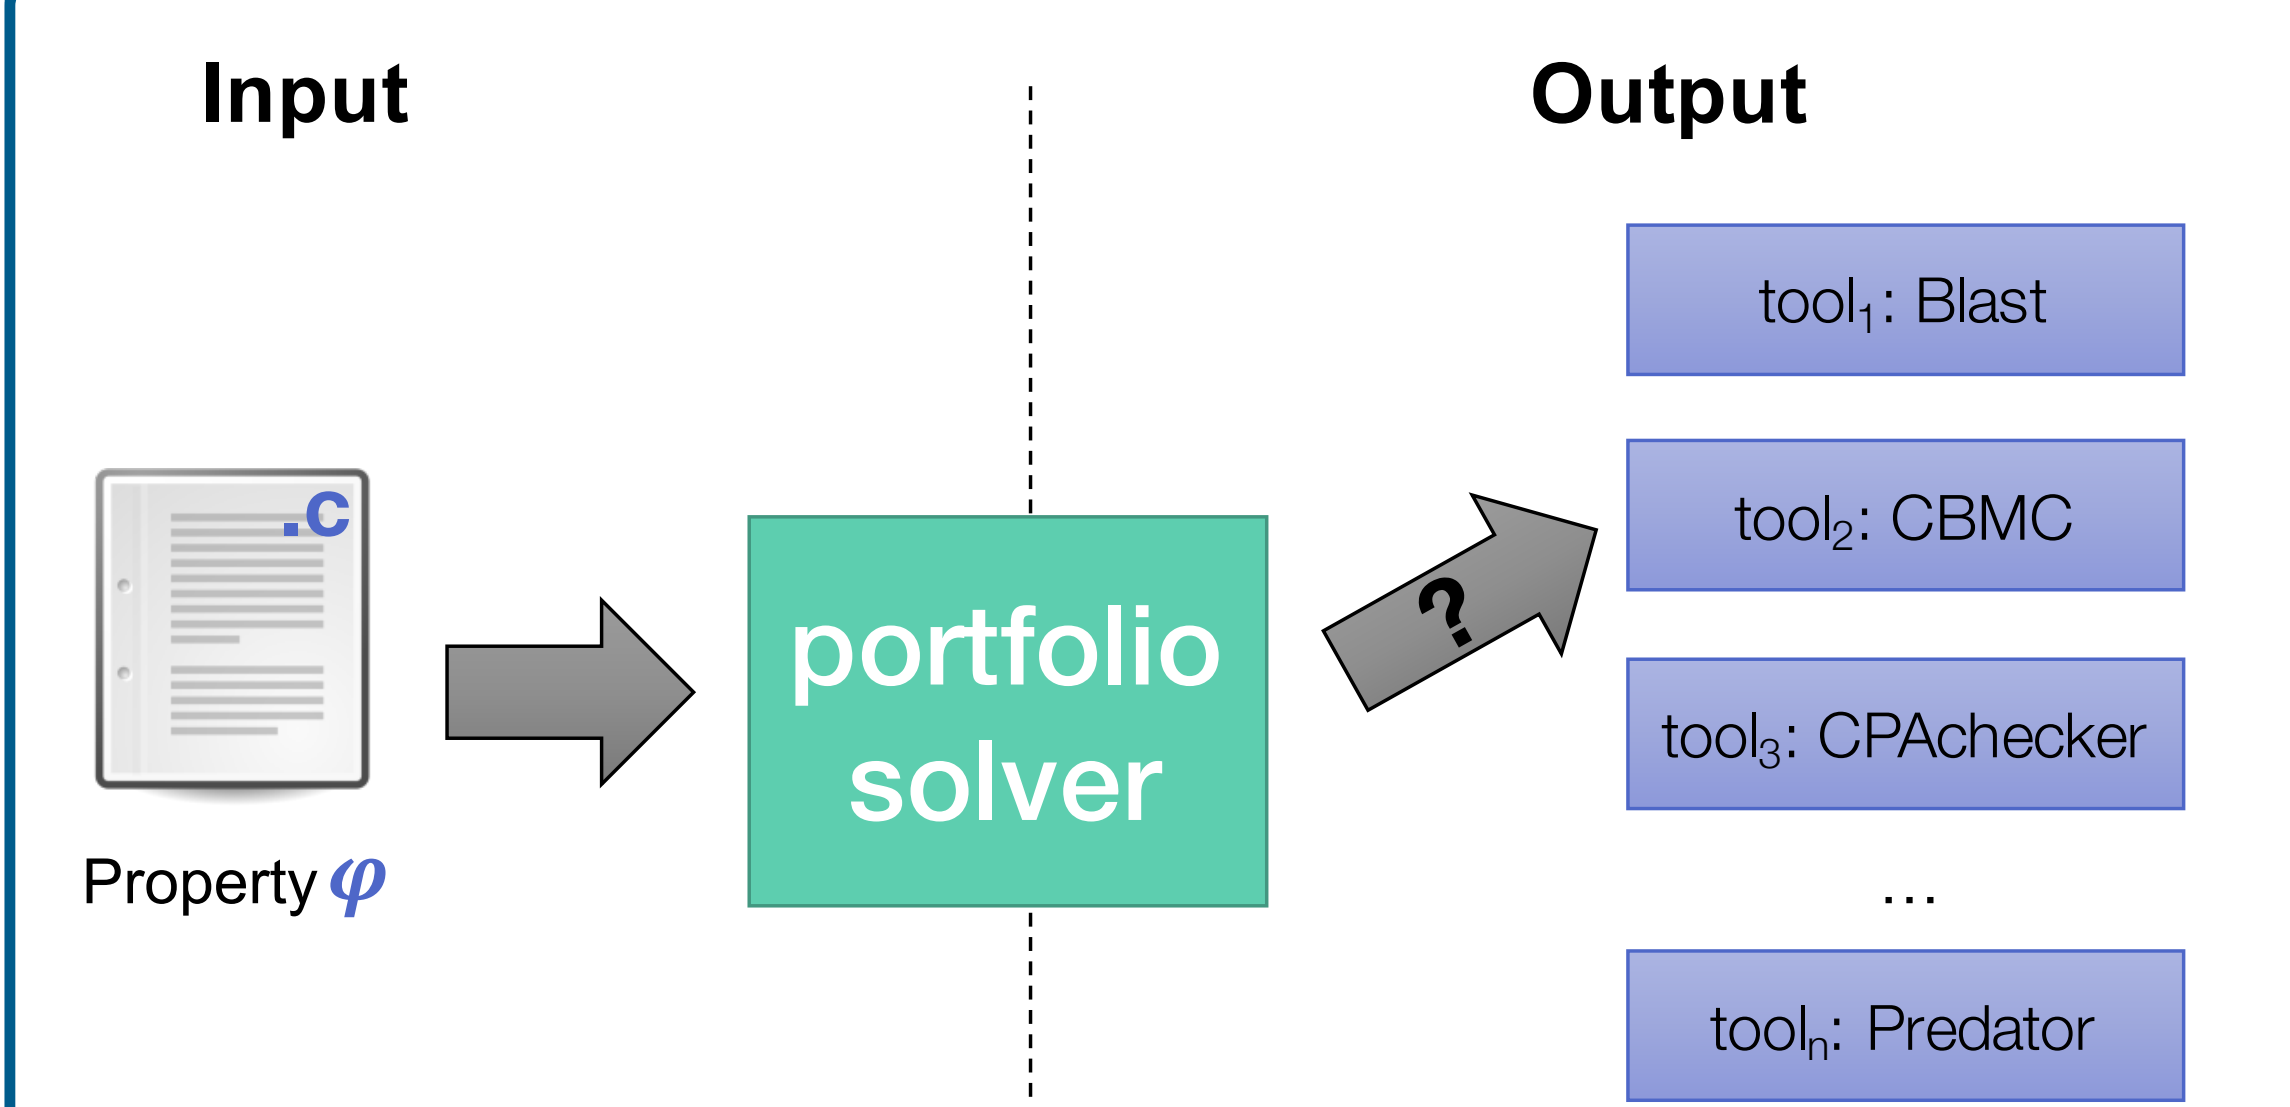 Input
Output
.c
Property φ
portfolio
solver
?
tool₁: Blast
tool₂: CBMC
tool₃: CPAchecker
...
toolₙ: Predator